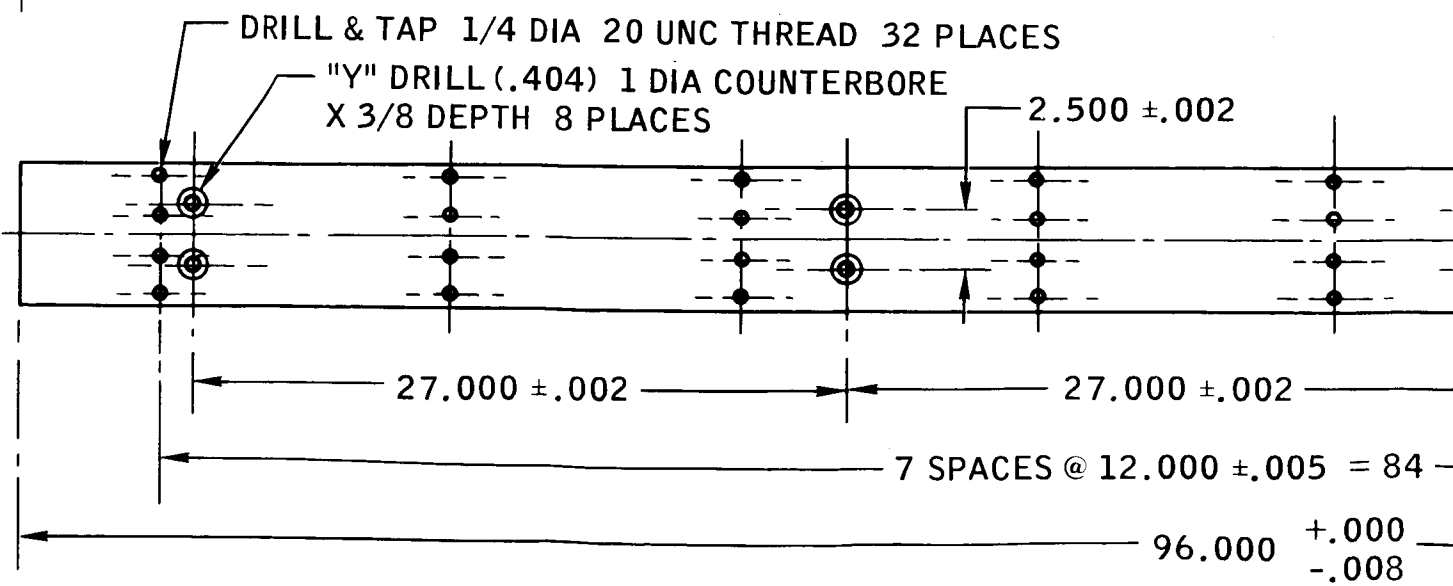 DRILL & TAP 1/4 DIA 20 UNC THREAD 32 PLACES
"Y" DRILL (.404) 1 DIA COUNTERBORE
X 3/8 DEPTH 8 PLACES
2.500 ±.002
27.000 ±.002
27.000 ±.002
7 SPACES @ 12.000 ±.005 = 84
96.000 +.000
-.008